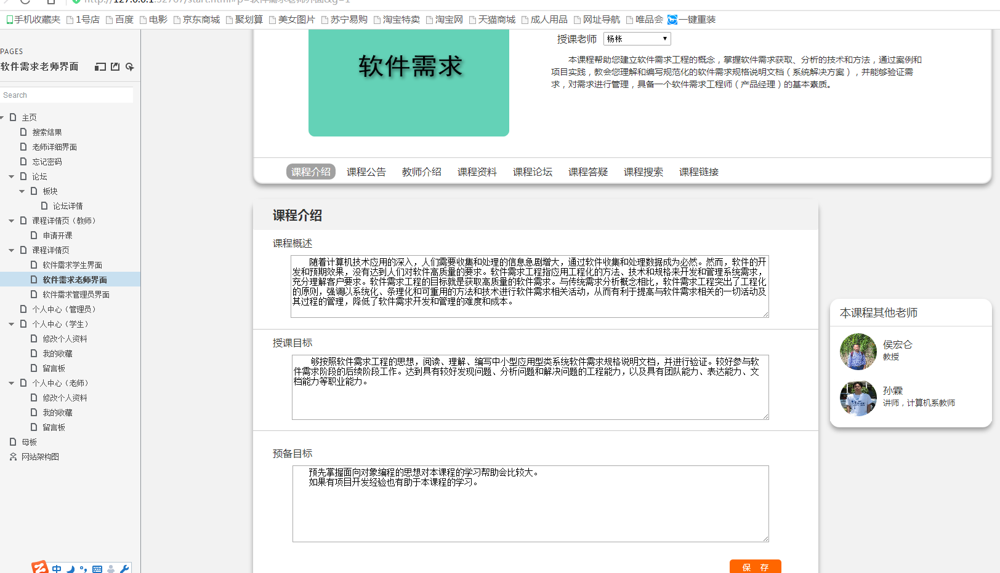 手机收藏夹 1号店 百度 电影 京东商城 聚划算 美女图片 苏宁易购 淘宝特卖 淘宝网 天猫商城 成人用品 网址导航 唯品会 一键重装
PAGES
软件需求老师界面
Search
主页
搜索结果
老师详细界面
忘记密码
论坛
板块
论坛详情
课程详情页（教师）
申请开课
课程详情页
软件需求学生界面
软件需求老师界面
软件需求管理员界面
个人中心（管理员）
个人中心（学生）
修改个人资料
我的收藏
留言板
个人中心（老师）
修改个人资料
我的收藏
留言板
母板
网站架构图
中
软件需求
授课老师 杨枨
本课程帮助您建立软件需求工程的概念，掌握软件需求获取、分析的技术和方法，通过案例和
项目实践，教会您理解和编写规范化的软件需求规格说明文档（系统解决方案），并能够验证需
求，对需求进行管理，具备一个软件需求工程师（产品经理）的基本素质。
课程介绍 课程公告 教师介绍 课程资料 课程论坛 课程答疑 课程搜索 课程链接
课程介绍
课程概述
随着计算机技术应用的深入，人们需要收集和处理的信息急剧增大，通过软件收集和处理数据成为必然。然而，软件的开
发和预期效果，没有达到人们对软件高质量的要求。软件需求工程指应用工程化的方法、技术和规格来开发和管理系统需求，
充分理解客户要求。软件需求工程的目标就是获取高质量的软件需求。与传统需求分析概念相比，软件需求工程突出了工程化
的原则，强调以系统化、条理化和可重用的方法和技术进行软件需求相关活动，从而有利于提高与软件需求相关的一切活动及
其过程的管理，降低了软件需求开发和管理的难度和成本。
授课目标
够按照软件需求工程的思想，阅读、理解、编写中小型应用型类系统软件需求规格说明文档，并进行验证。较好参与软
件需求阶段的后续阶段工作。达到具有较好发现问题、分析问题和解决问题的工程能力，以及具有团队能力、表达能力、文
档能力等职业能力。
预备目标
预先掌握面向对象编程的思想对本课程的学习帮助会比较大。
如果有项目开发经验也有助于本课程的学习。
保 存
本课程其他老师
侯宏仑
教授
孙霖
讲师，计算机系教师